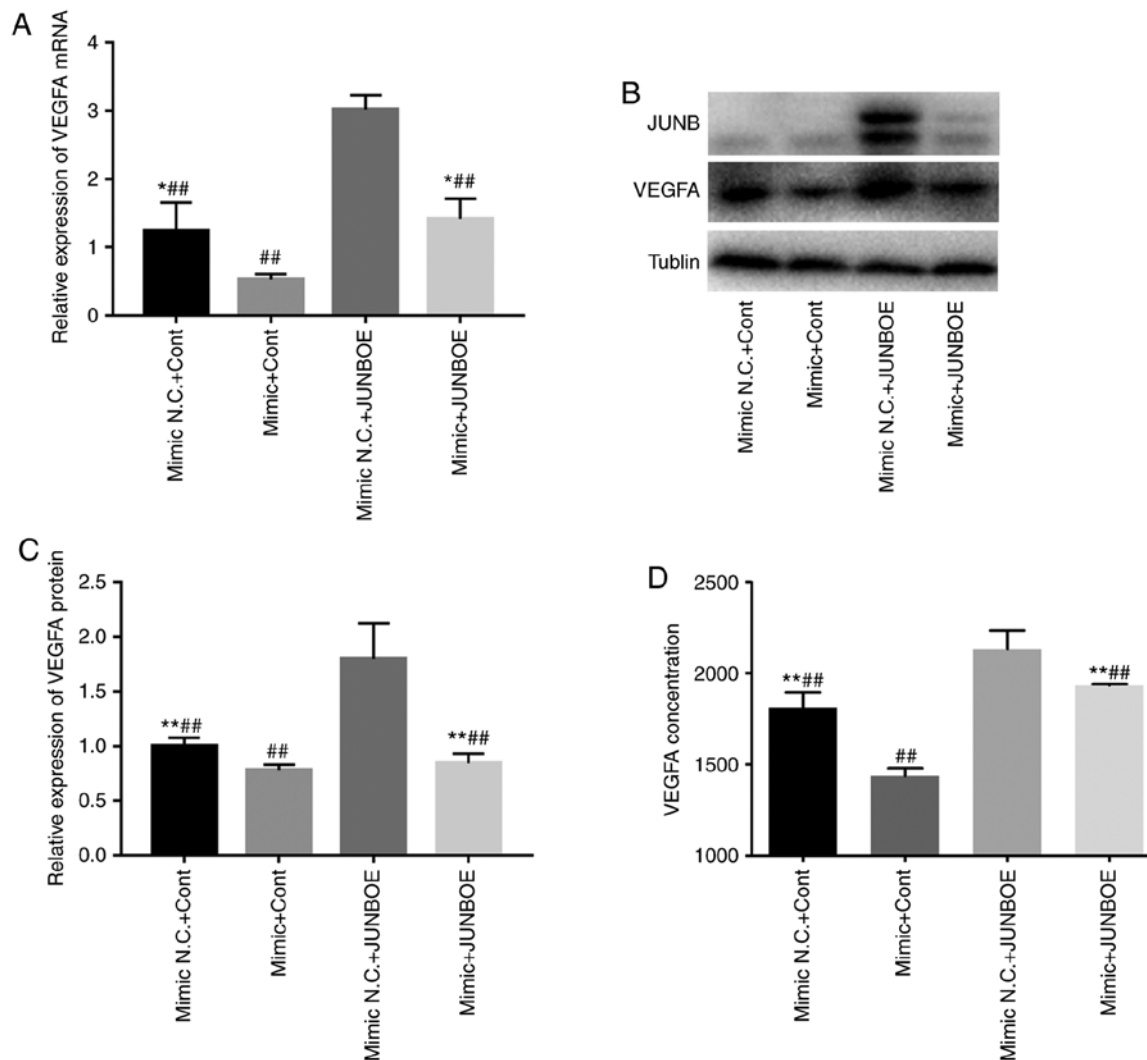 A
Relative expression of VEGFA mRNA
4
3
2
1
0
*##
##
*##
Mimic N.C.+Cont
Mimic+Cont
Mimic N.C.+JUNBOE
Mimic+JUNBOE
B
JUNB
VEGFA
Tublin
Mimic N.C.+Cont
Mimic+Cont
Mimic N.C.+JUNBOE
Mimic+JUNBOE
C
Relative expression of VEGFA protein
2.5
2.0
1.5
1.0
0.5
0.0
**##
##
**##
Mimic N.C.+Cont
Mimic+Cont
Mimic N.C.+JUNBOE
Mimic+JUNBOE
D
VEGFA concentration
2500
2000
1500
1000
**##
##
**##
Mimic N.C.+Cont
Mimic+Cont
Mimic N.C.+JUNBOE
Mimic+JUNBOE